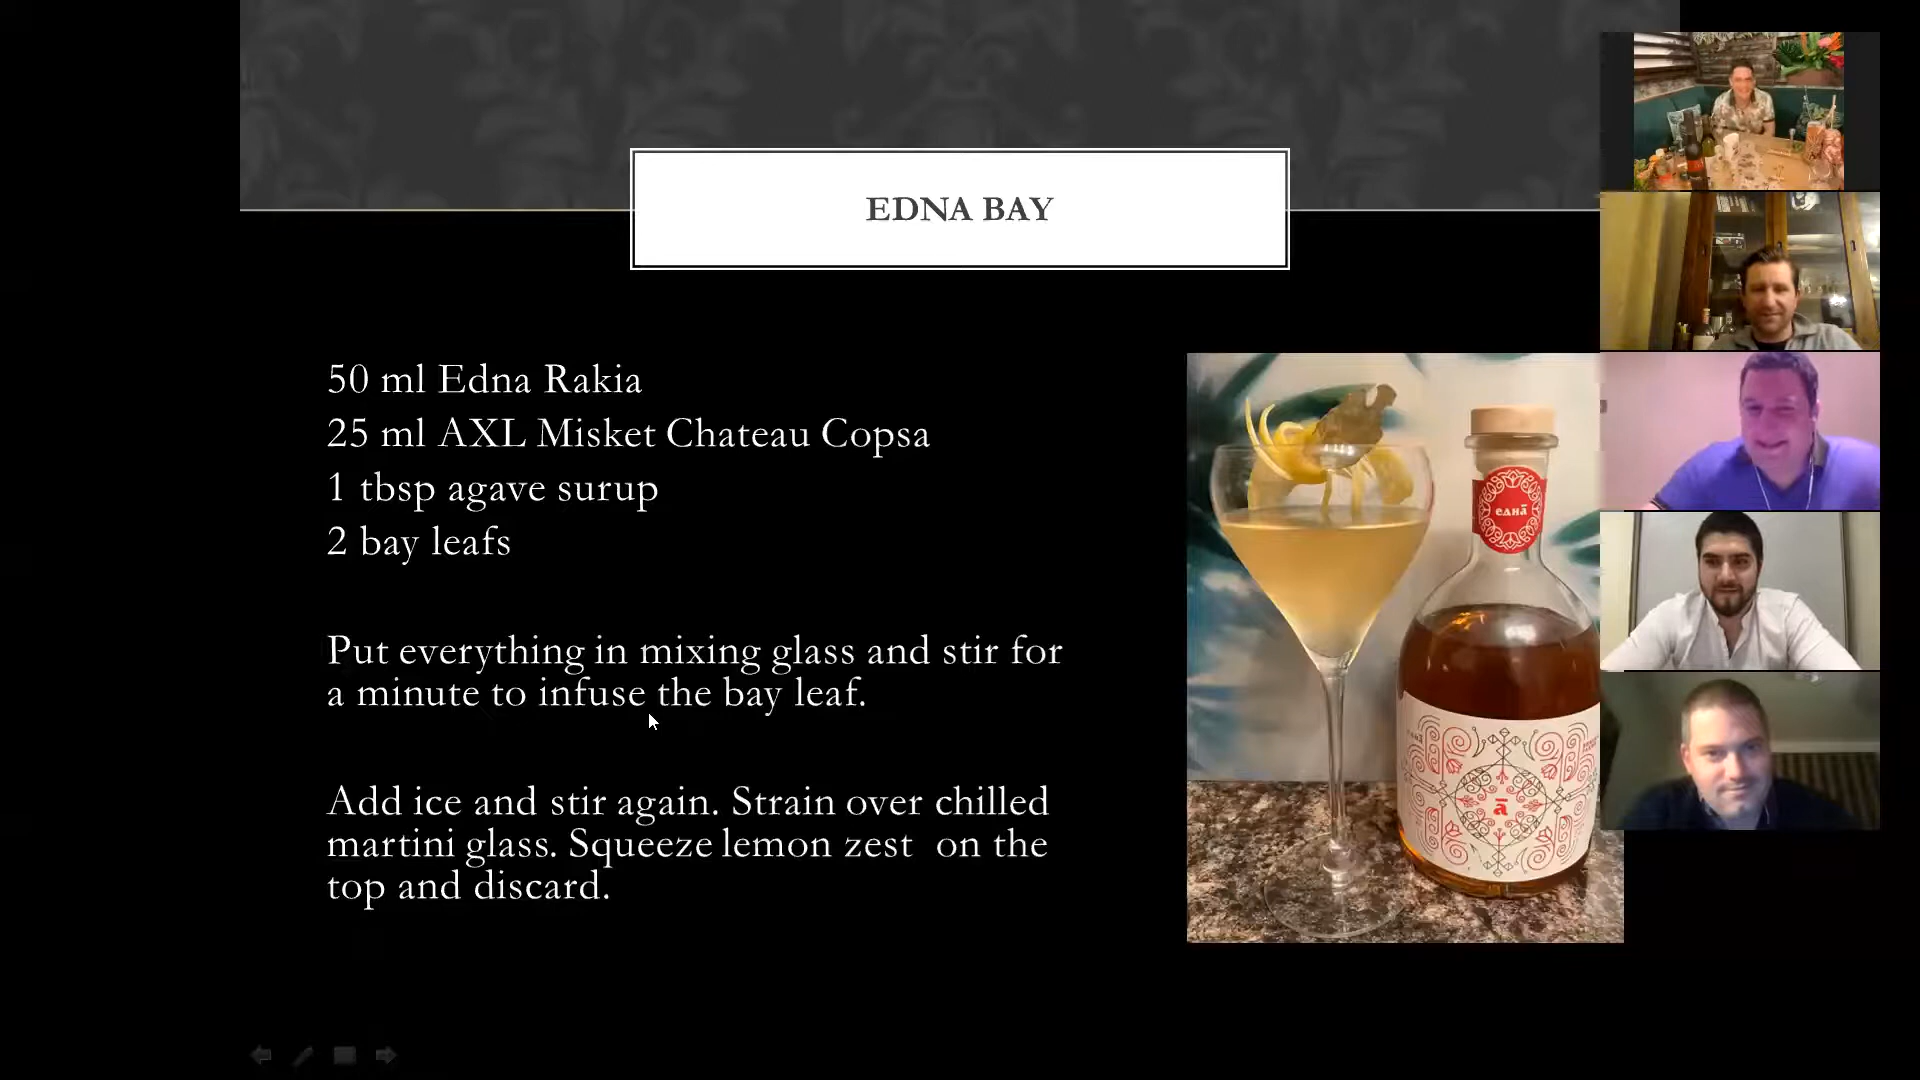 EDNA BAY
50 ml Edna Rakia
25 ml AXL Misket Chateau Copsa
1 tbsp agave surup
2 bay leafs
Put everything in mixing glass and stir for
a minute to infuse the bay leaf.
Add ice and stir again. Strain over chilled
martini glass. Squeeze lemon zest on the
top and discard.
еднā
ā